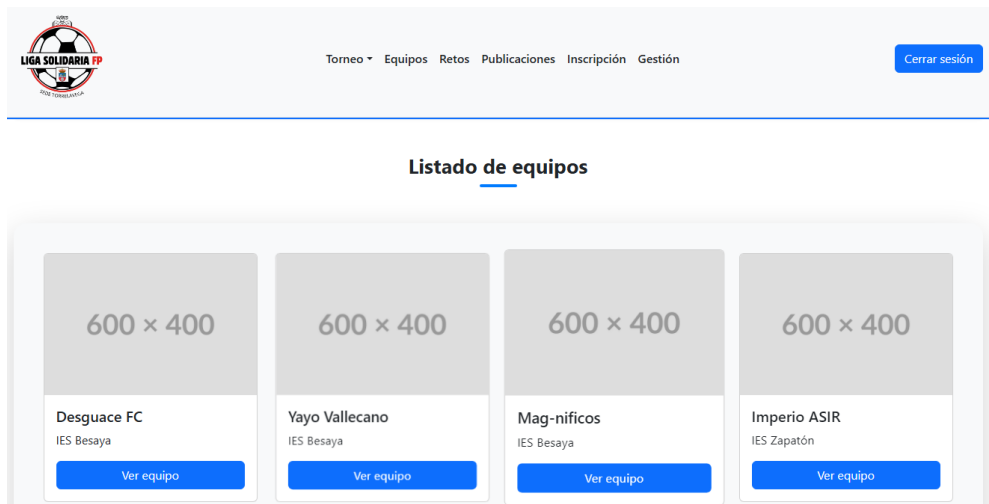 LIGA SOLIDARIA FP
SEDE TORRELAVEGA
Torneo Equipos Retos Publicaciones Inscripción Gestión
Cerrar sesión
Listado de equipos
600 × 400
600 × 400
600 × 400
600 × 400
Desguace FC
IES Besaya
Ver equipo
Yayo Vallecano
IES Besaya
Ver equipo
Mag-nificos
IES Besaya
Ver equipo
Imperio ASIR
IES Zapatón
Ver equipo